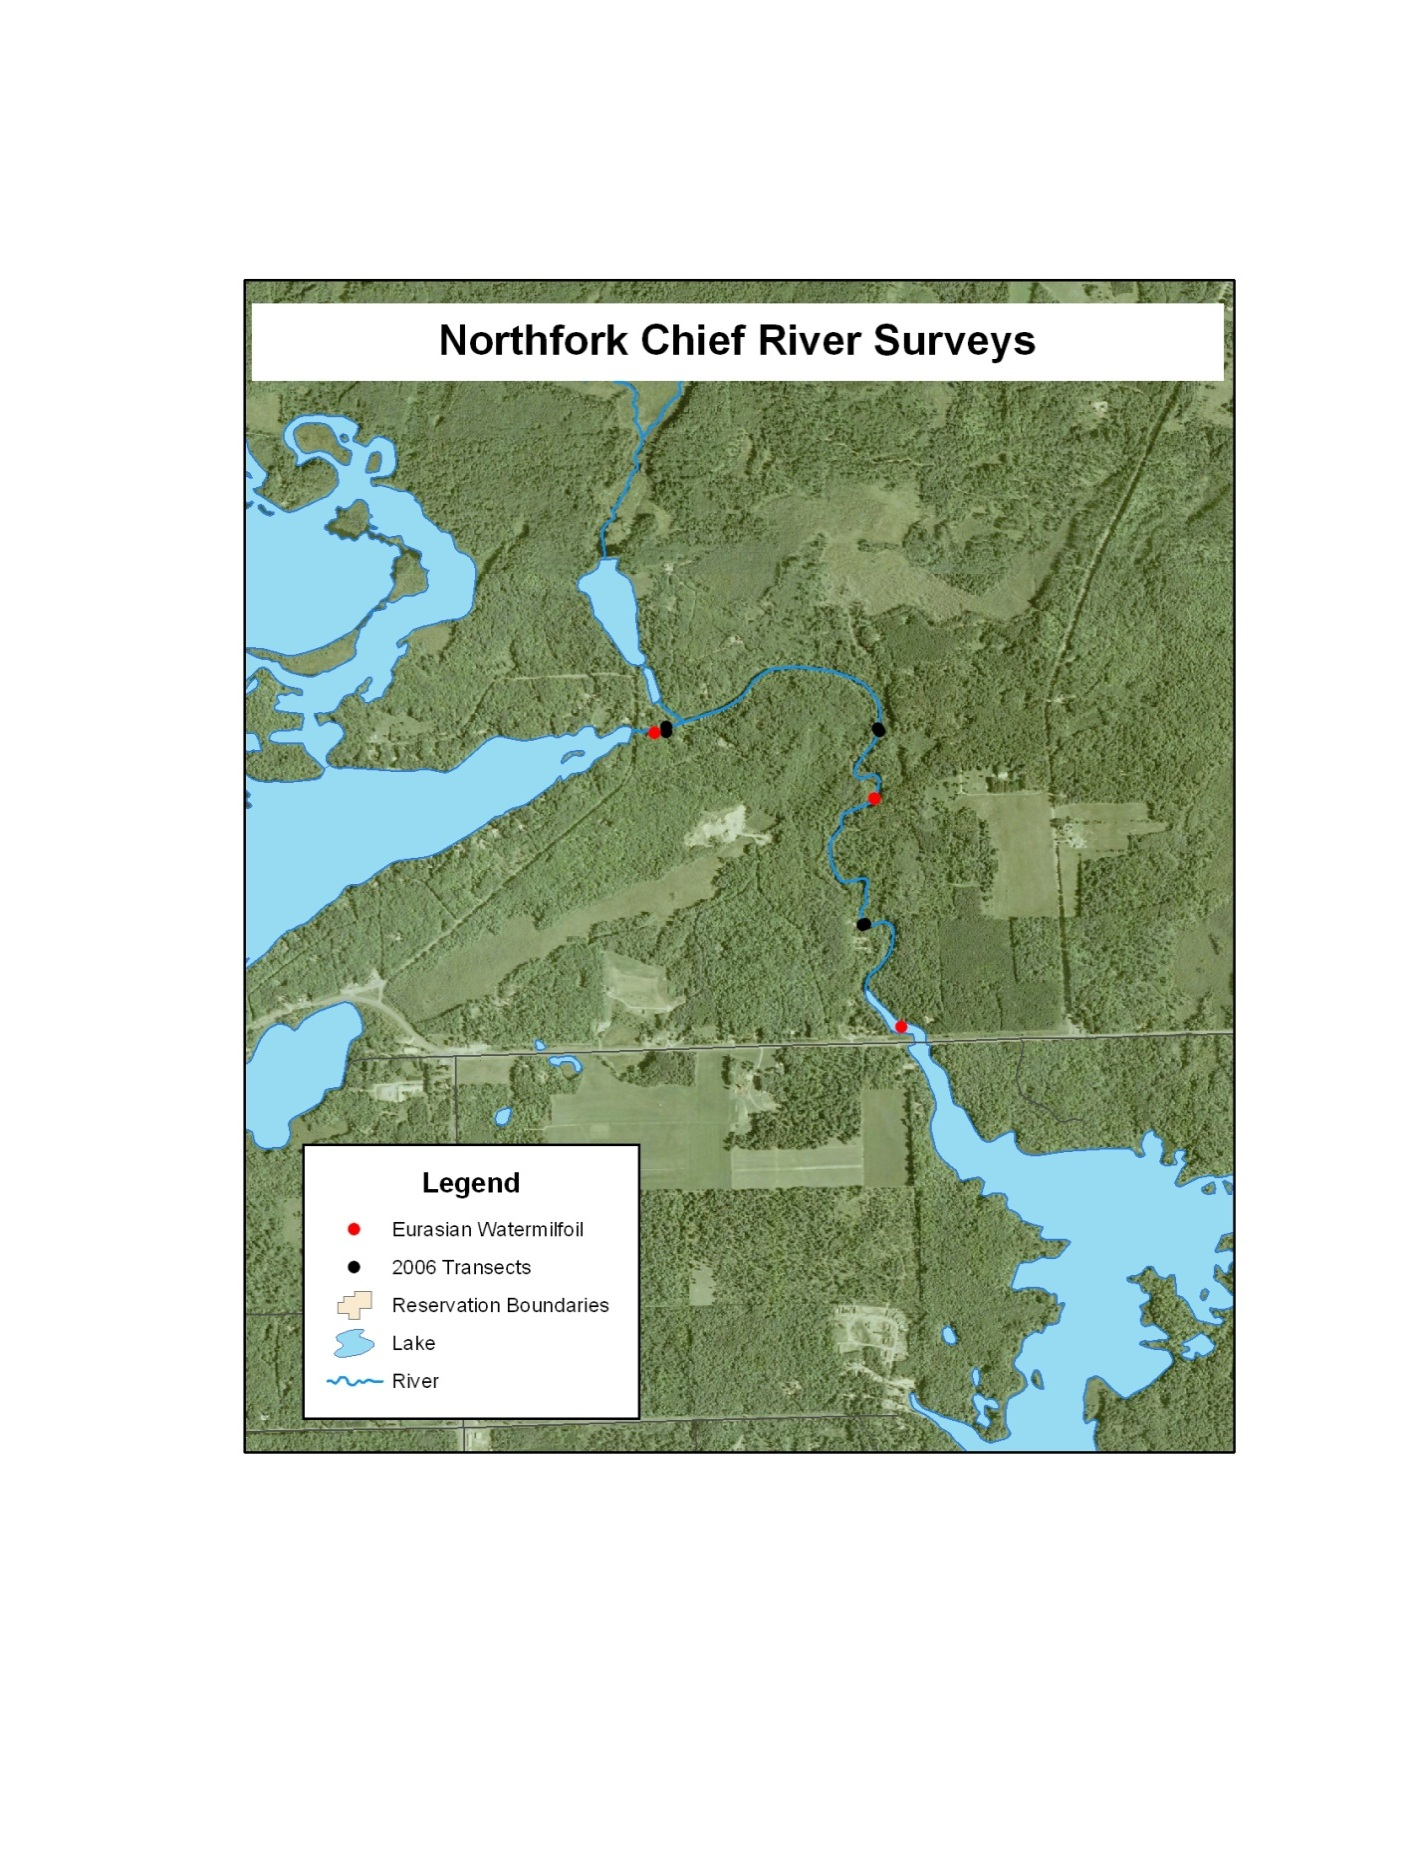 Northfork Chief River Surveys
Legend
Eurasian Watermilfoil
2006 Transects
Reservation Boundaries
Lake
River